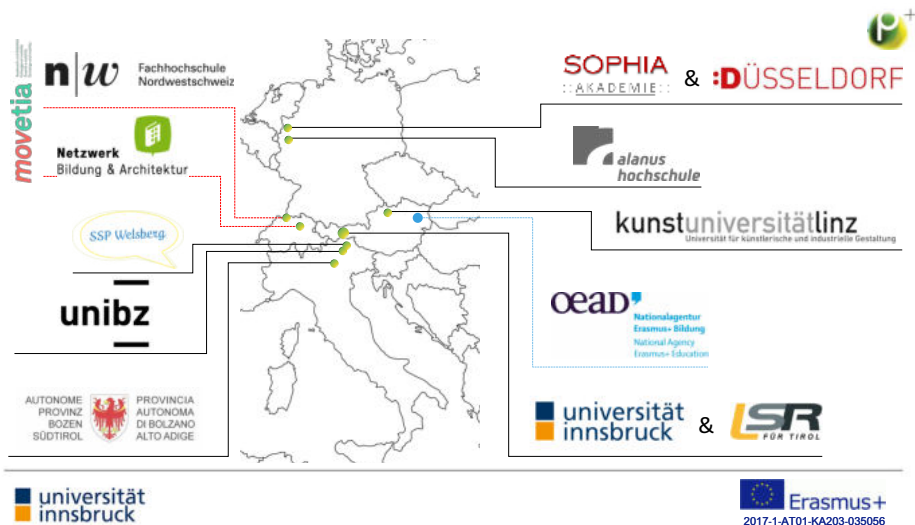 p+
movetia
n|w Fachhochschule
Nordwestschweiz
Netzwerk
Bildung & Architektur
SSP Welsberg
unibz
AUTONOME
PROVINZ
BOZEN
SÜDTIROL
PROVINCIA
AUTONOMA
DI BOLZANO
ALTO ADIGE
SOPHIA
::AKADEMIE::
&
:DÜSSELDORF
alanus
hochschule
kunstuniversitätlinz
Universität für künstlerische und industrielle Gestaltung
OeAD
Nationalagentur
Erasmus+ Bildung
National Agency
Erasmus+ Education
universität
innsbruck
&
LSR
FÜR TIROL
universität
innsbruck
Erasmus+
2017-1-AT01-KA203-035056